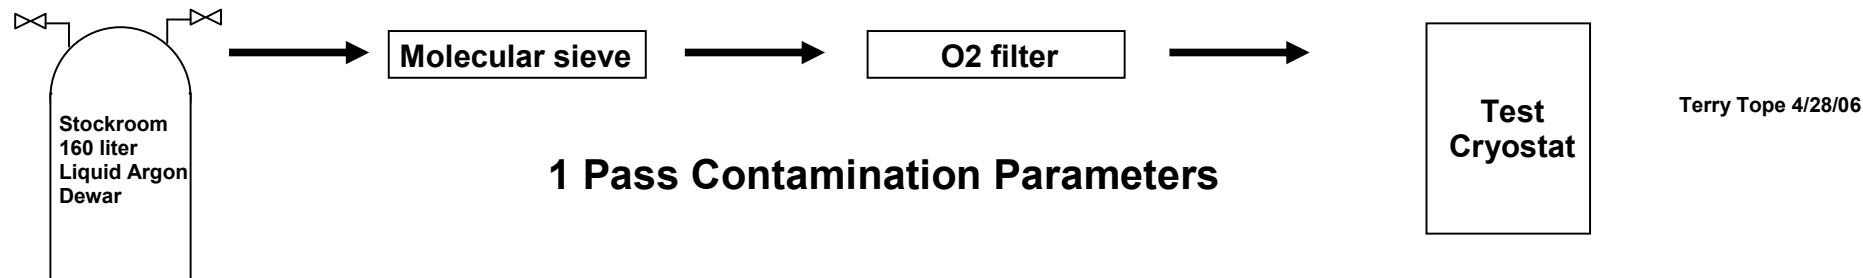 Molecular sieve
O2 filter
Test
Cryostat
Terry Tope 4/28/06
Stockroom
160 liter
Liquid Argon
Dewar
1 Pass Contamination Parameters